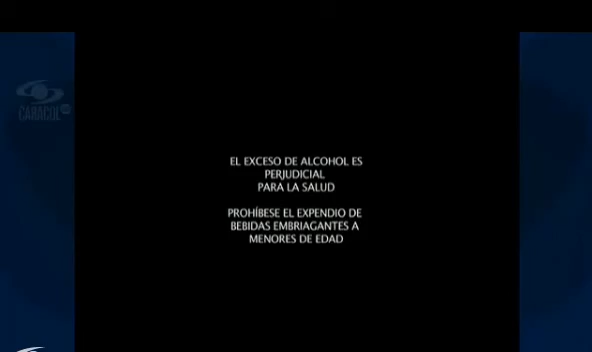 CARACOL
EL EXCESO DE ALCOHOL ES
PERJUDICIAL
PARA LA SALUD
PROHÍBESE EL EXPENDIO DE
BEBIDAS EMBRIAGANTES A
MENORES DE EDAD